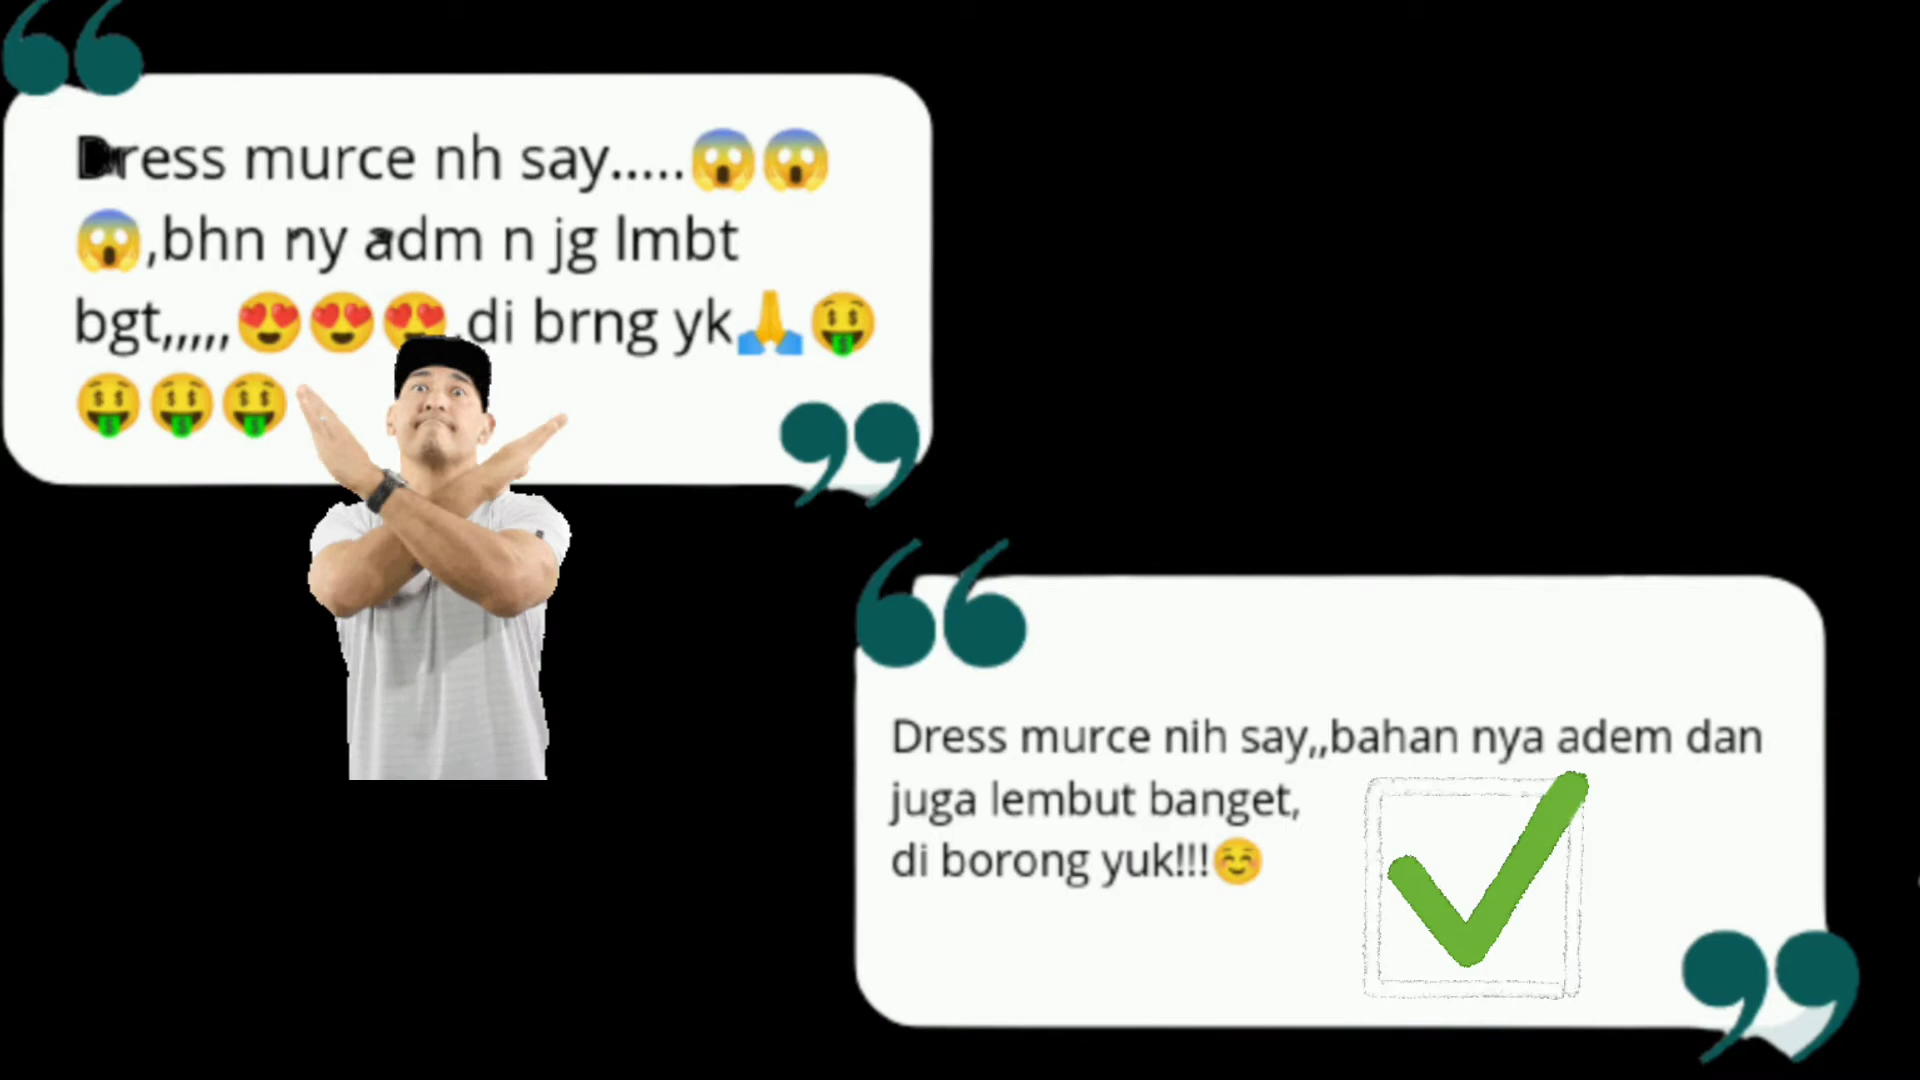 Dress murce nh say.....😱😱
😱,bhn ny adm n jg lmbt
bgt,,,,,😍😍😍,di brng yk🙏🤑
🤑🤑🤑
Dress murce nih say,,bahan nya adem dan
juga lembut banget,
di borong yuk!!!☺️